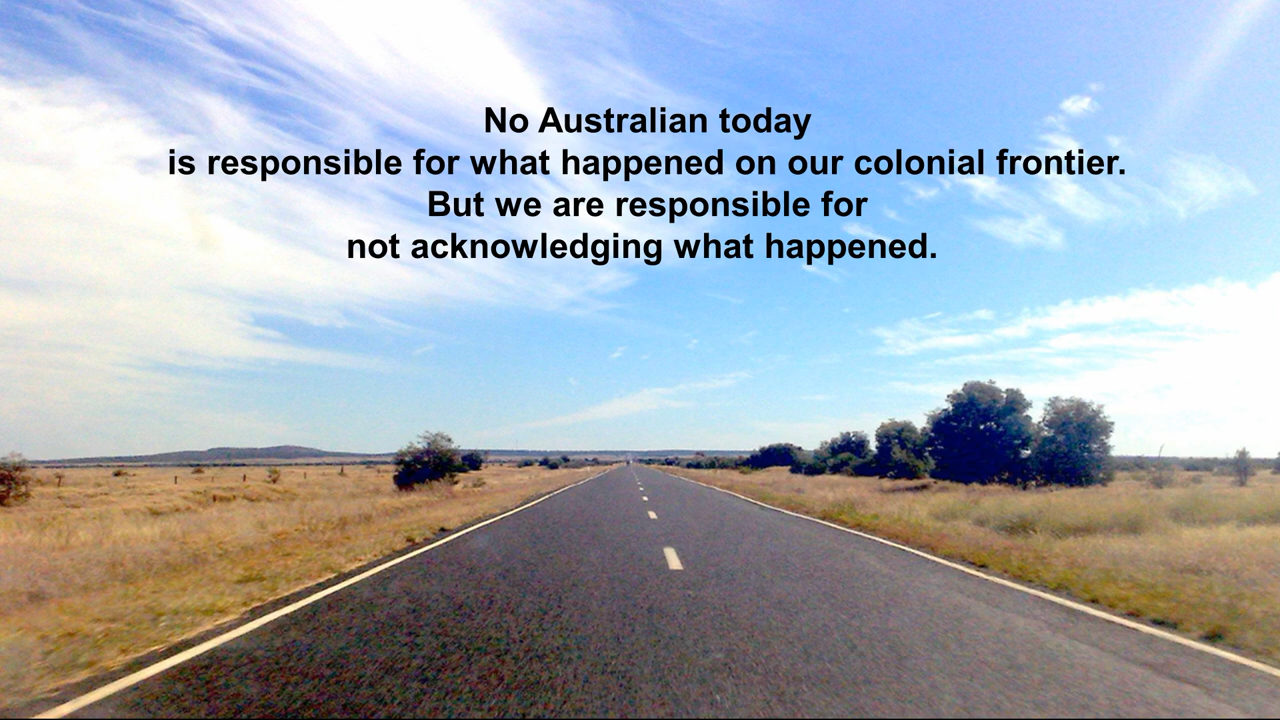 No Australian today
is responsible for what happened on our colonial frontier.
But we are responsible for
not acknowledging what happened.